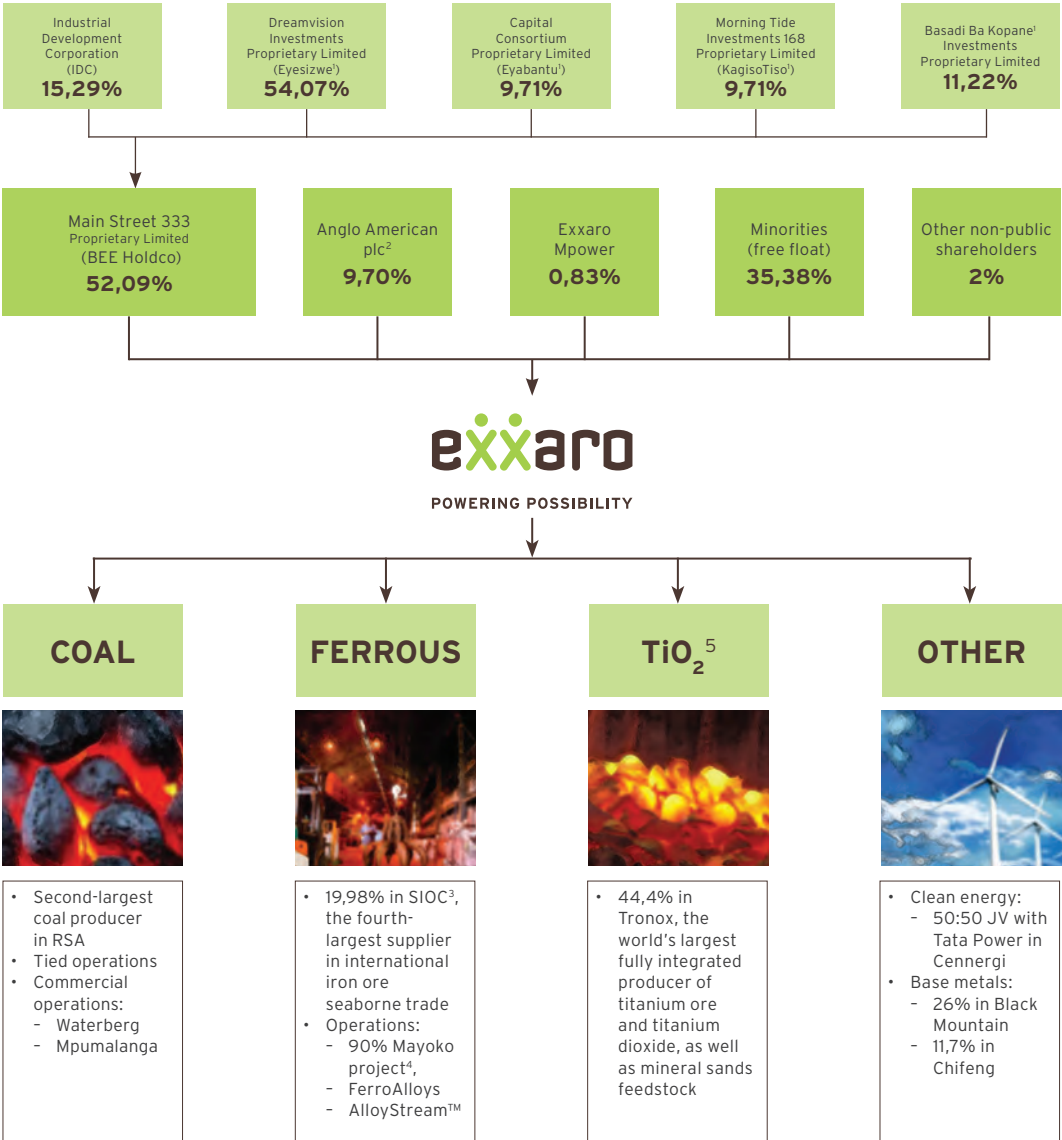 Industrial
Development
Corporation
(IDC)
15,29%
Dreamvision
Investments
Proprietary Limited
(Eyesizwe¹)
54,07%
Capital
Consortium
Proprietary Limited
(Eyabantu¹)
9,71%
Morning Tide
Investments 168
Proprietary Limited
(KagisoTiso¹)
9,71%
Basadi Ba Kopane¹
Investments
Proprietary Limited
11,22%
Main Street 333
Proprietary Limited
(BEE Holdco)
52,09%
Anglo American
plc²
9,70%
Exxaro
Mpower
0,83%
Minorities
(free float)
35,38%
Other non-public
shareholders
2%
exxaro
POWERING POSSIBILITY
COAL
FERROUS
TiO₂⁵
OTHER
• Second-largest
coal producer
in RSA
• Tied operations
• Commercial
operations:
– Waterberg
– Mpumalanga
• 19,98% in SIOC³,
the fourth-
largest supplier
in international
iron ore
seaborne trade
• Operations:
– 90% Mayoko
project⁴,
– FerroAlloys
– AlloyStream™
• 44,4% in
Tronox, the
world's largest
fully integrated
producer of
titanium ore
and titanium
dioxide, as well
as mineral sands
feedstock
• Clean energy:
– 50:50 JV with
Tata Power in
Cennergi
• Base metals:
– 26% in Black
Mountain
– 11,7% in
Chifeng